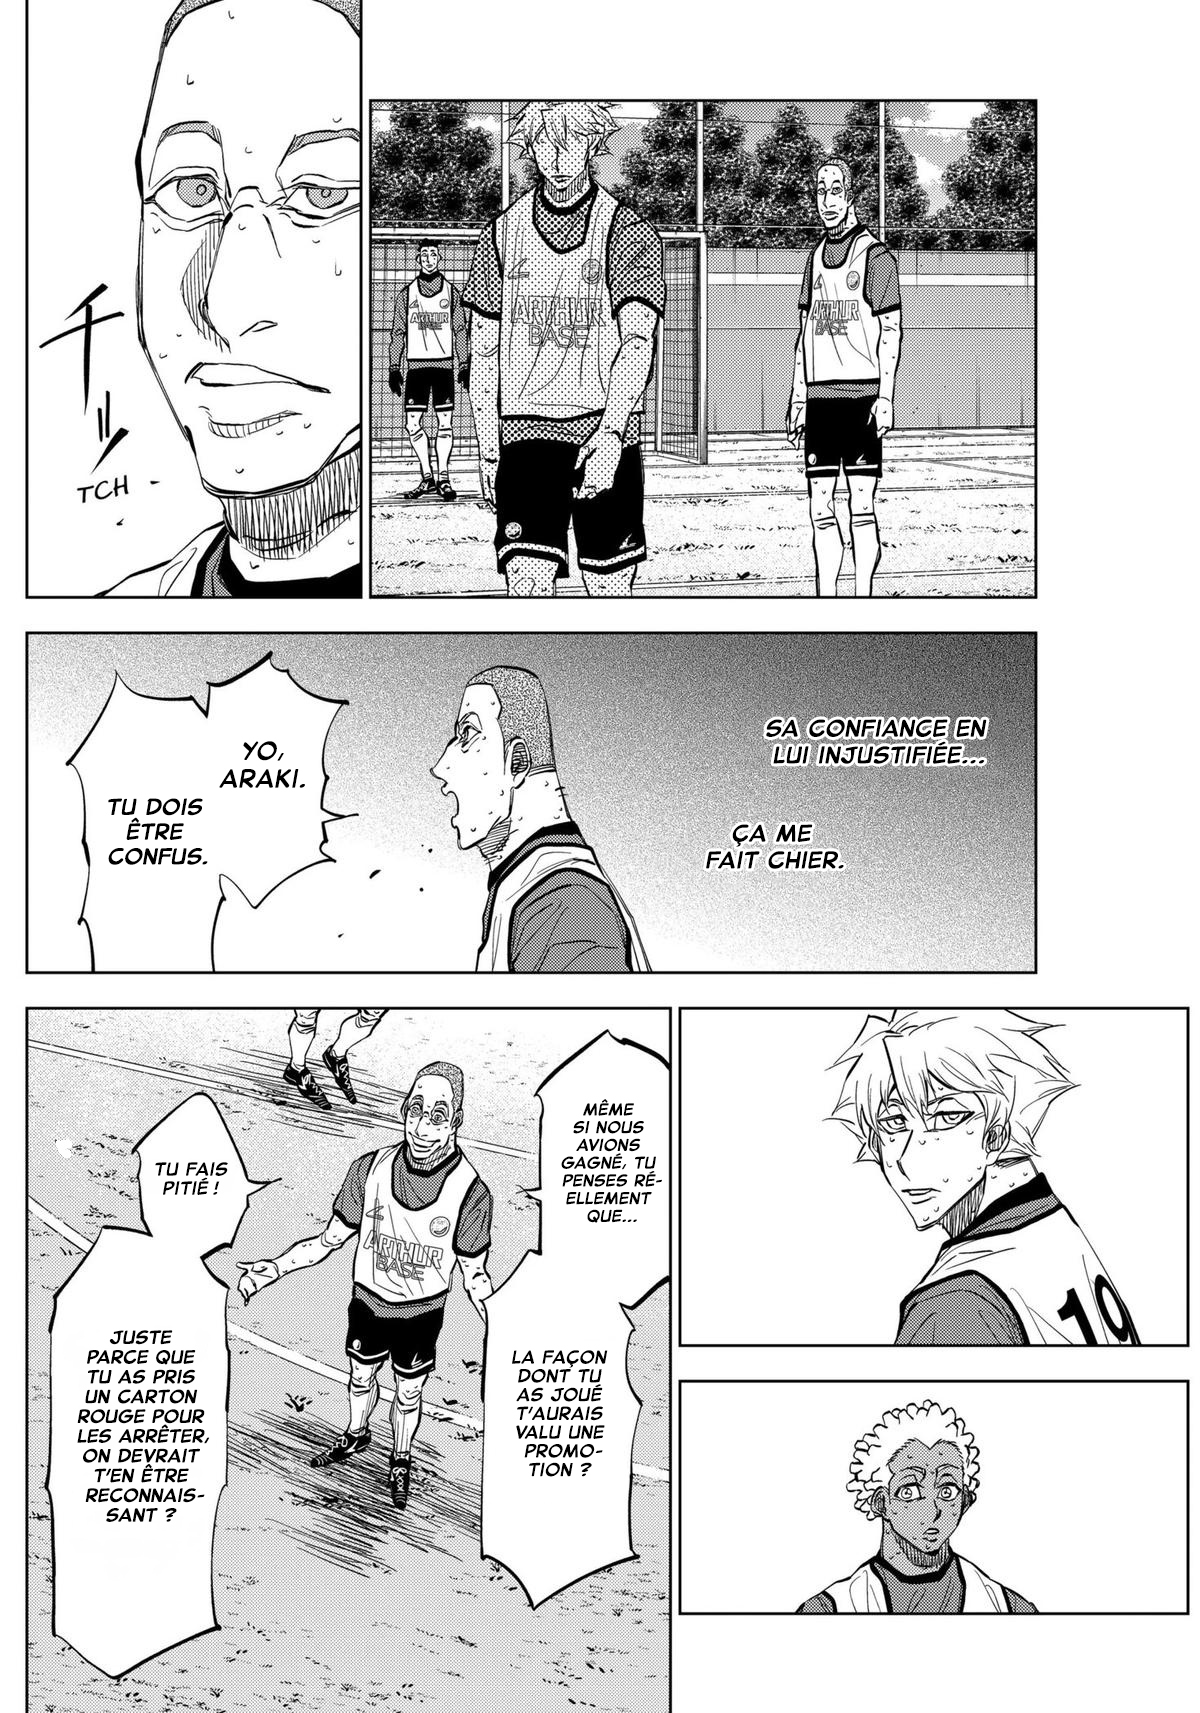 ARTHUR
BASE
ARTHUR
BASE
ARTHUR
BASE
チッ
TCH
SA CONFIANCE EN
LUI INJUSTIFIÉE...
ÇA ME
FAIT CHIER.
YO,
ARAKI.
TU DOIS
ÊTRE
CONFUS.
19
MÊME
SI NOUS
AVIONS
GAGNÉ, TU
PENSES RÉ-
ELLEMENT
QUE...
LA FAÇON
DONT TU
AS JOUÉ
T'AURAIS
VALU UNE
PROMO-
TION ?
ARTHUR
BASE
TU FAIS
PITIÉ !
JUSTE
PARCE QUE
TU AS PRIS
UN CARTON
ROUGE POUR
LES ARRÊTER,
ON DEVRAIT
T'EN ÊTRE
RECONNAIS-
SANT ?